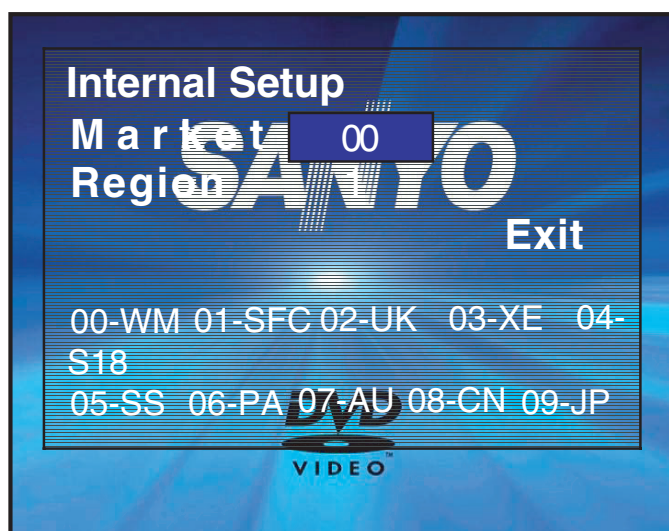 Internal Setup
Market 00
SANYO
Region 1
Exit
00-WM 01-SFC 02-UK 03-XE 04-
S18
05-SS 06-PA 07-AU 08-CN 09-JP
DVD
VIDEO™